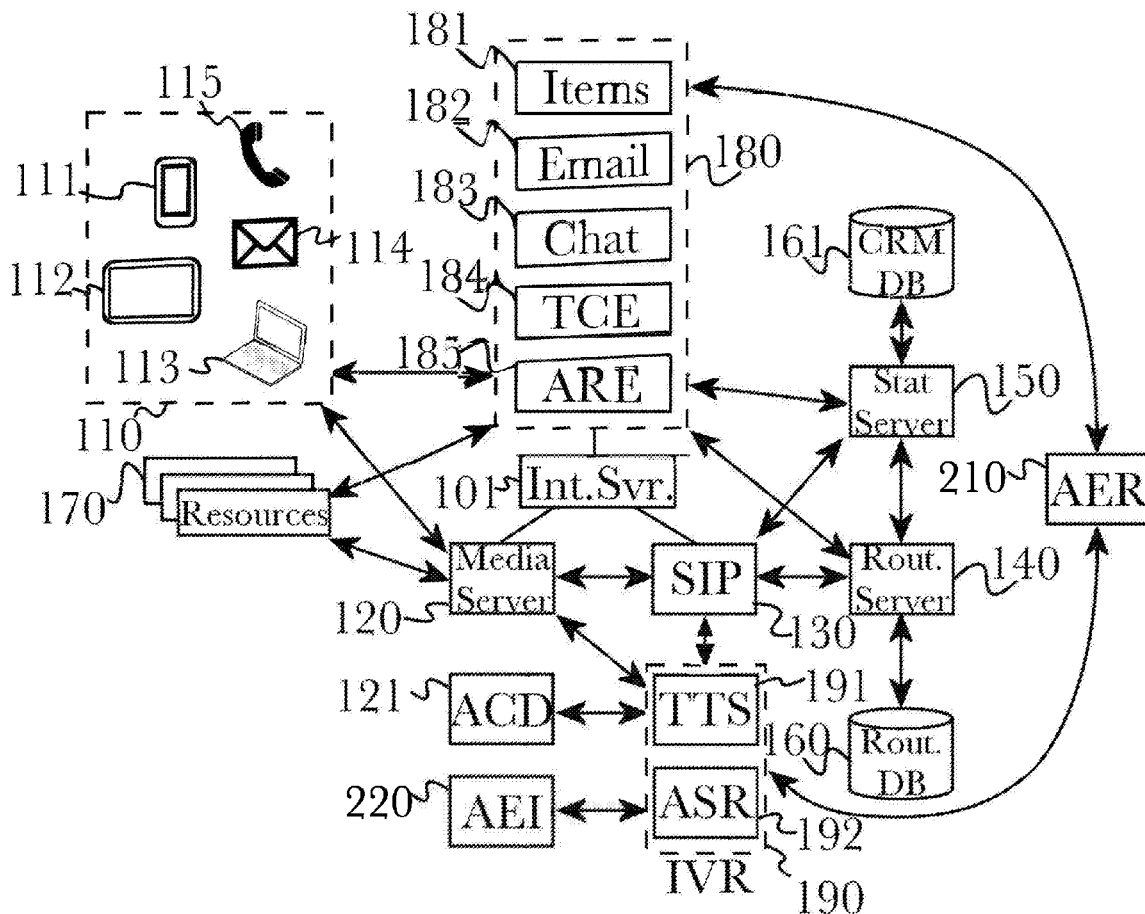 181
Items
115
182
Email
180
111
183
Chat
161
CRM
DB
114
112
184
TCE
185
ARE
113
Stat
Server
150
110
170
Resources
101
Int.Svr.
210
AER
Media
Server
SIP
Rout.
Server
140
120
130
121
ACD
TTS
191
160
Rout.
DB
220
AEI
ASR
192
IVR
190